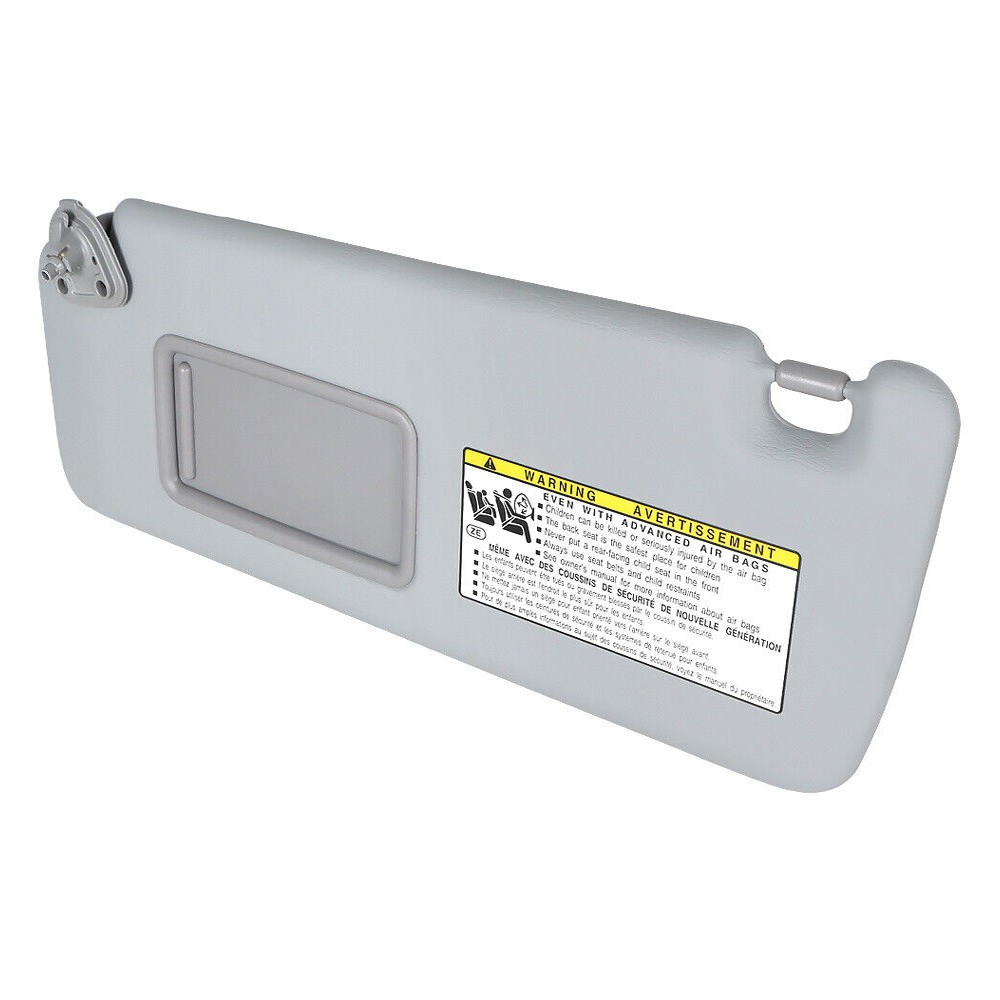 WARNING AVERTISSEMENT
EVEN WITH ADVANCED AIR BAGS
Children can be killed or seriously injured by the air bag
The back seat is the safest place for children
Never put a rear-facing child seat in the front
Always use seat belts and child restraints
See owner's manual for more information about air bags
ZE
MÊME AVEC DES COUSSINS DE SÉCURITÉ DE NOUVELLE GÉNÉRATION
Les enfants peuvent être tués ou gravement blessés par le coussin de sécurité.
Le siège arrière est l'endroit le plus sûr pour les enfants.
Ne mettez jamais un siège pour enfant orienté vers l'arrière sur le siège avant.
Toujours utiliser les ceintures de sécurité et les systèmes de retenue pour enfants.
Pour de plus amples informations au sujet des coussins de sécurité, voyez le manuel du propriétaire.